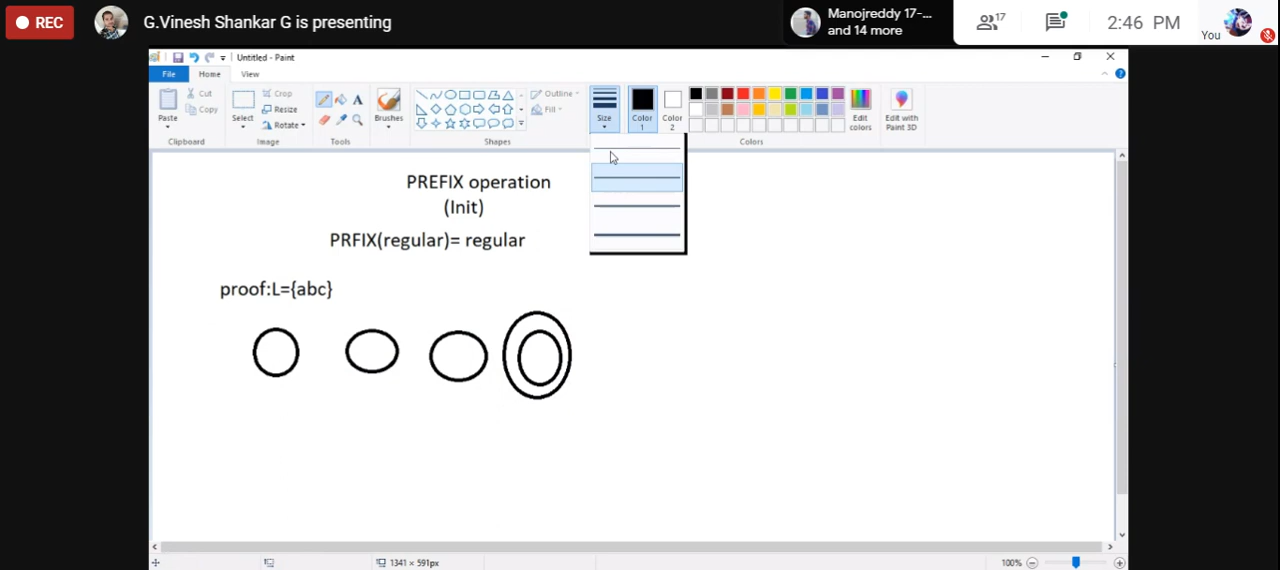 REC
G.Vinesh Shankar G is presenting
Manojreddy 17-...
and 14 more
17
2:46 PM
You
Untitled - Paint
File
Home
View
Paste
Clipboard
Cut
Copy
Select
Crop
Resize
Rotate
Image
Tools
Brushes
Shapes
Outline
Fill
Size
Color
1
Color
2
Colors
Edit
colors
Edit with
Paint 3D
PREFIX operation
(Init)
PRFIX(regular)= regular
proof:L={abc}
1341 × 591px
100%